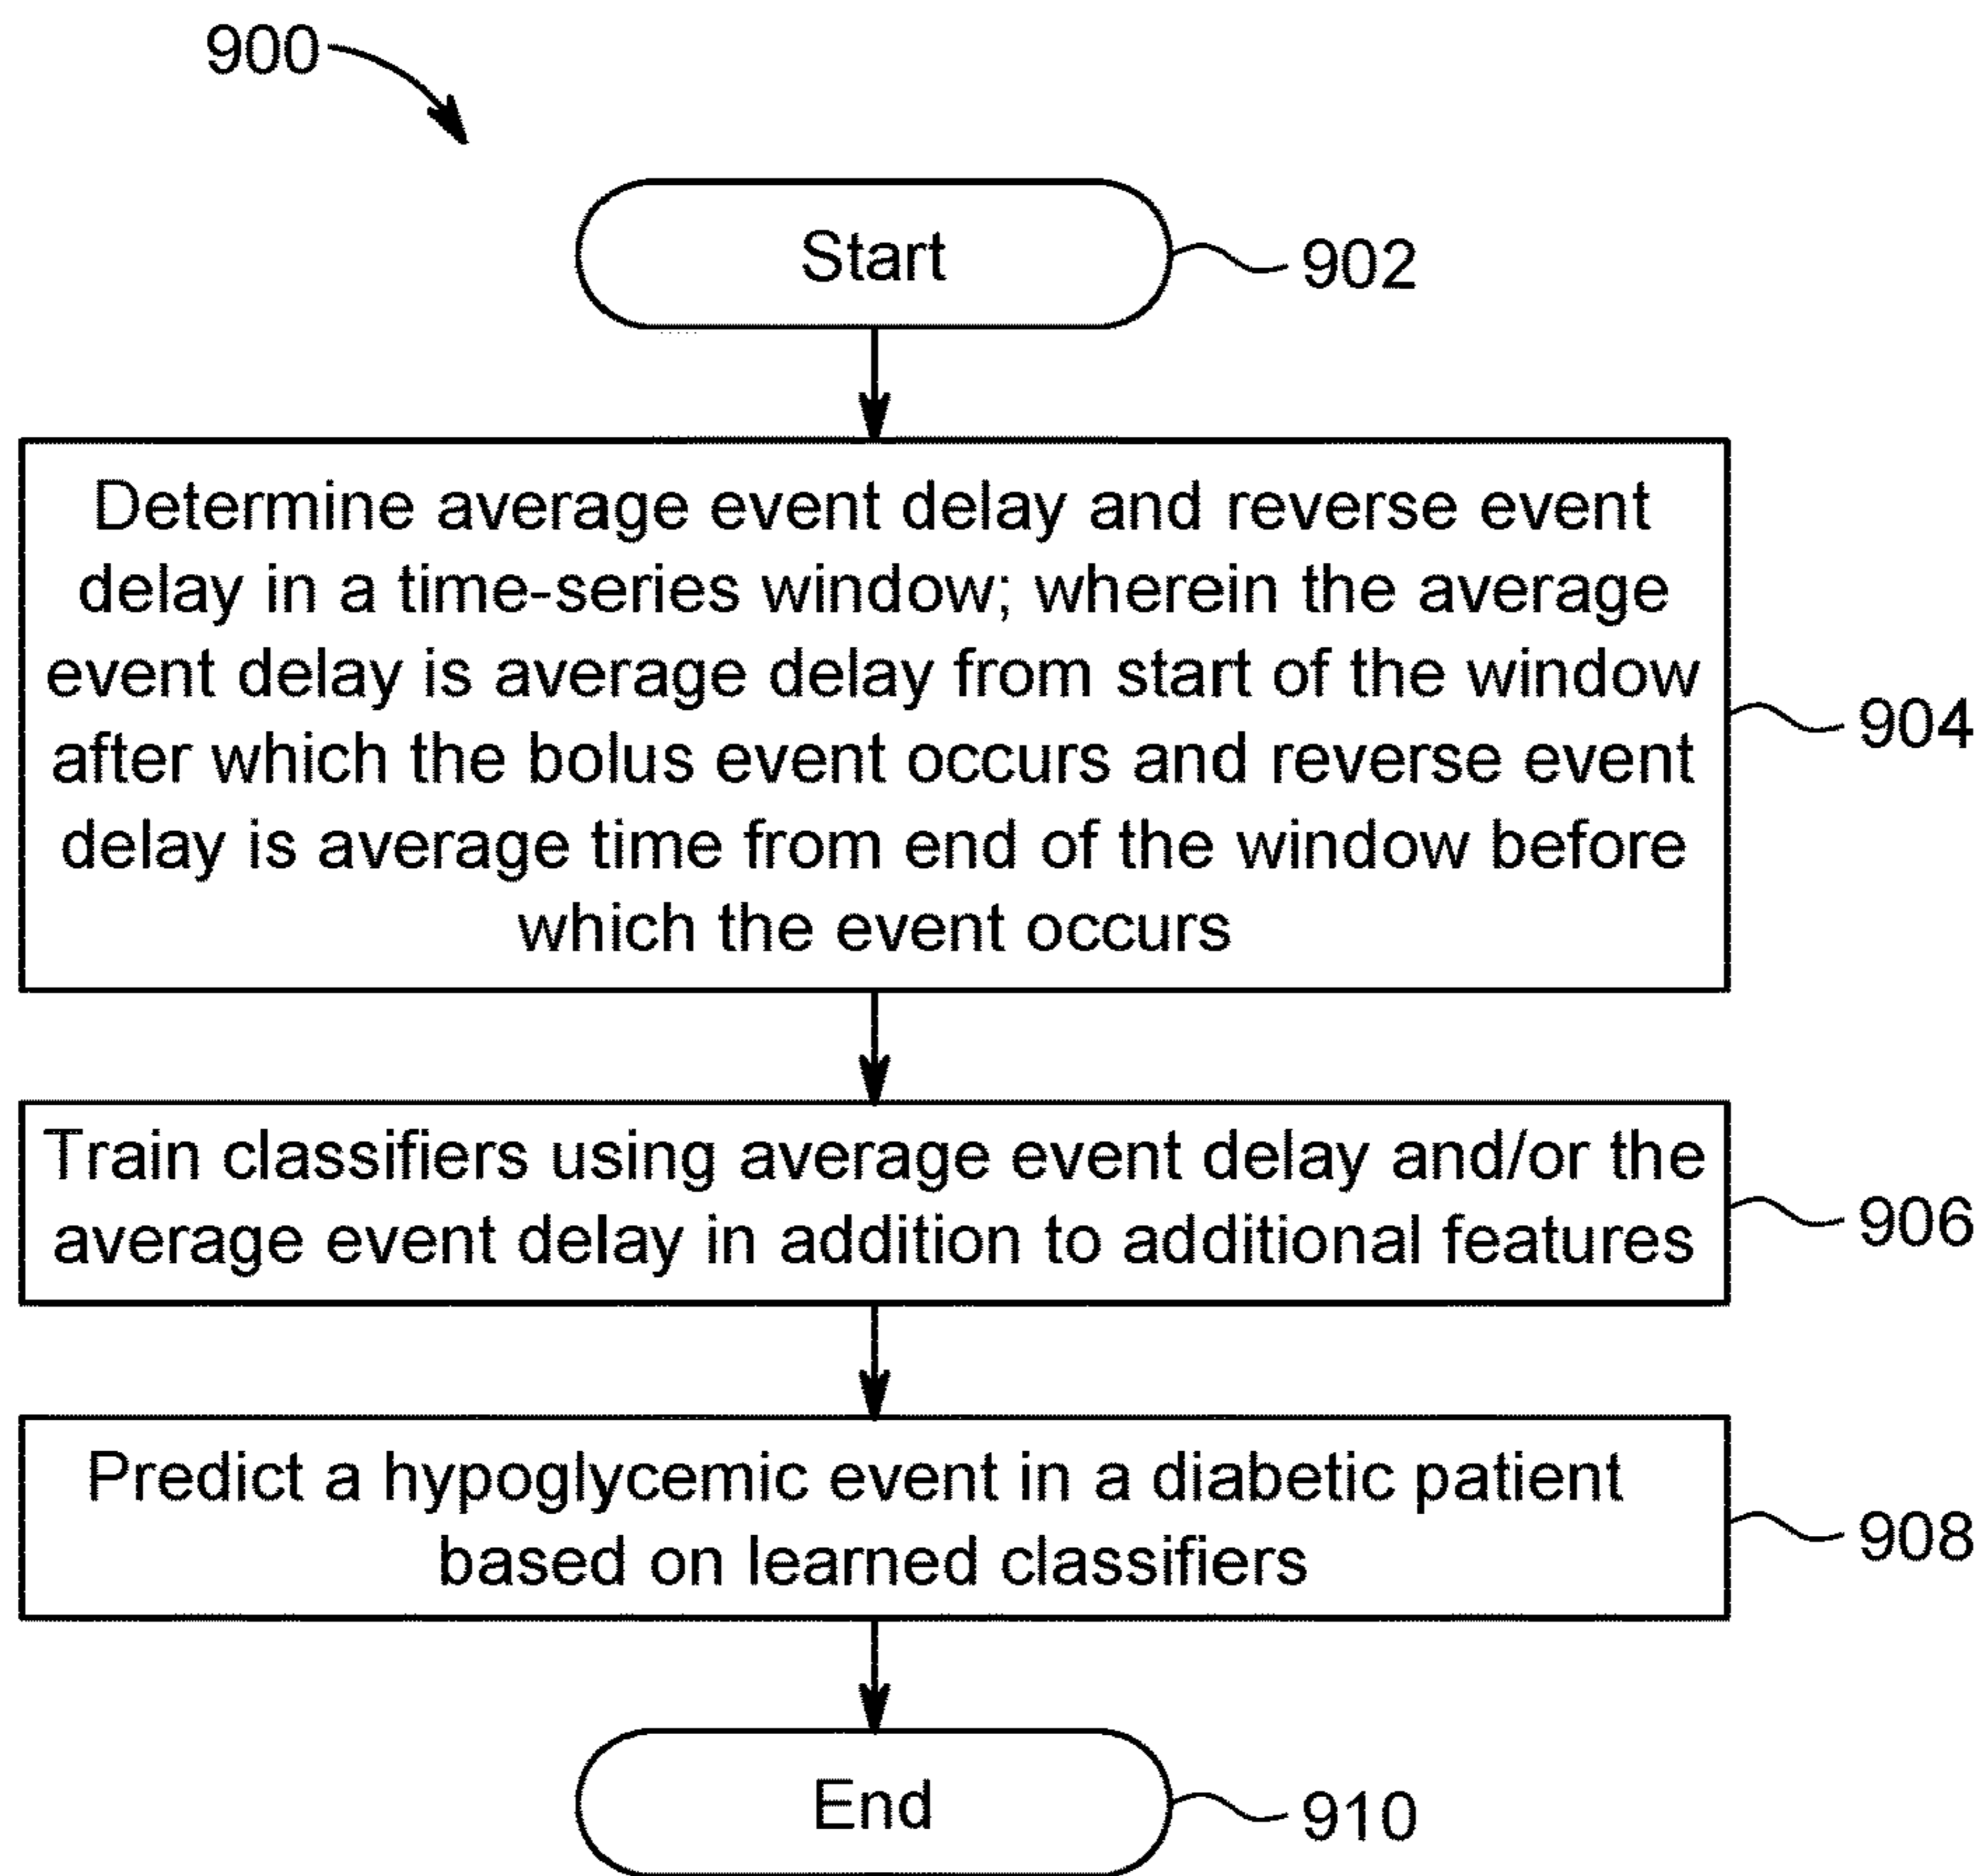 900
Start
902
Determine average event delay and reverse event
delay in a time-series window; wherein the average
event delay is average delay from start of the window
after which the bolus event occurs and reverse event
delay is average time from end of the window before
which the event occurs
904
Train classifiers using average event delay and/or the
average event delay in addition to additional features
906
Predict a hypoglycemic event in a diabetic patient
based on learned classifiers
908
End
910